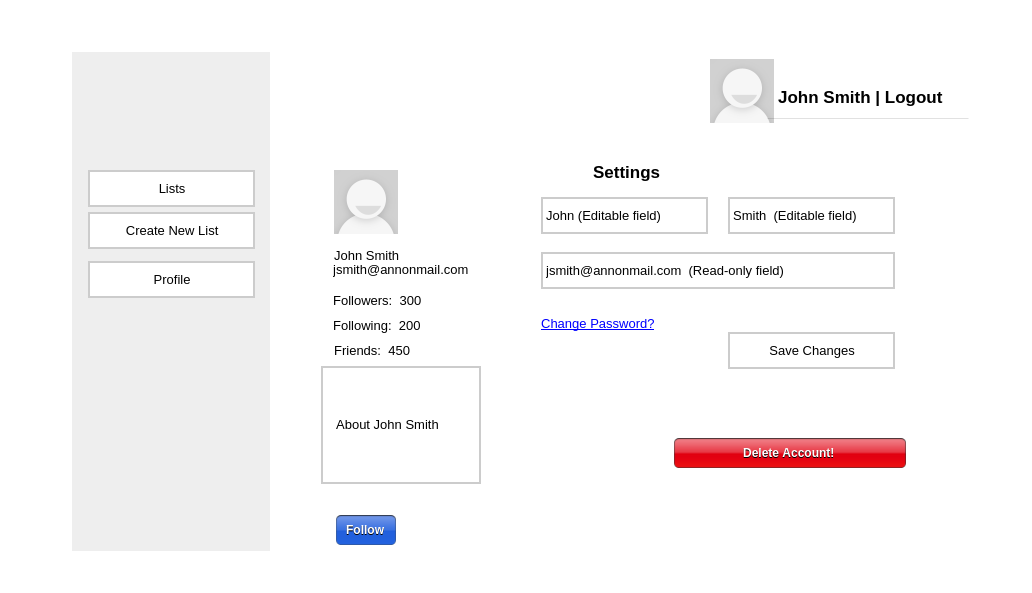 John Smith | Logout
Lists
Create New List
Profile
John Smith
jsmith@annonmail.com
Followers:  300
Following:  200
Friends:  450
About John Smith
Follow
Settings
John (Editable field)
Smith  (Editable field)
jsmith@annonmail.com  (Read-only field)
Change Password?
Save Changes
Delete Account!